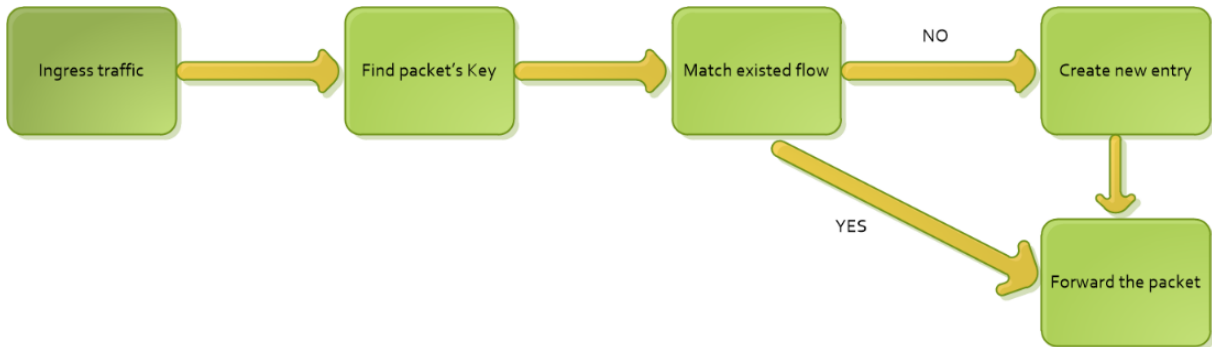 Ingress traffic
Find packet's Key
Match existed flow
NO
Create new entry
YES
Forward the packet